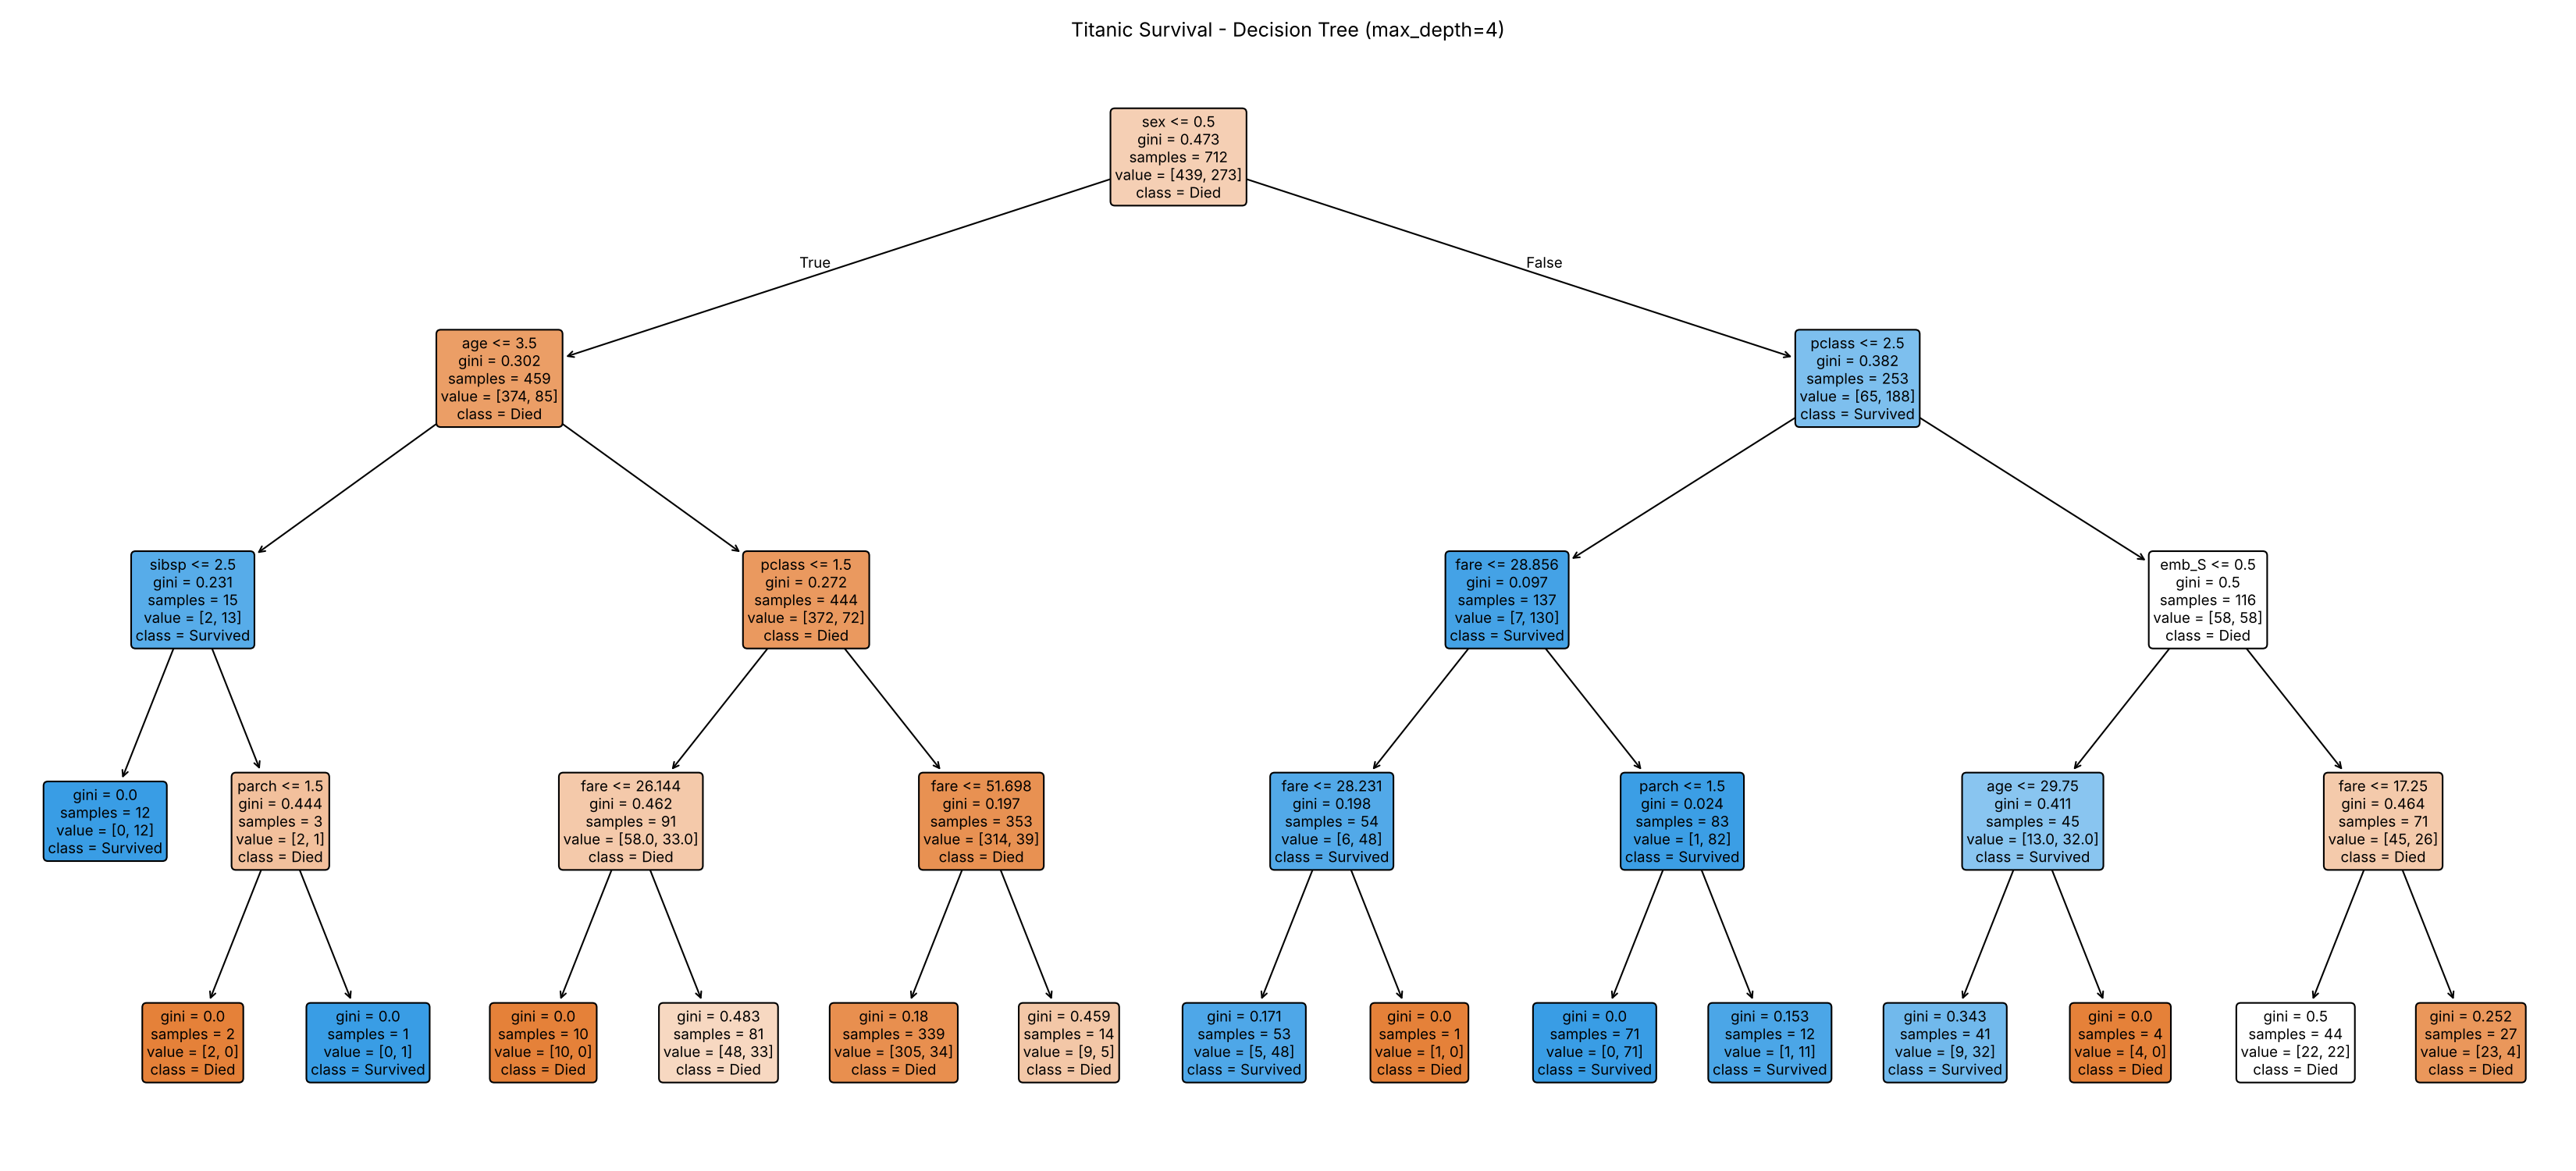 Titanic Survival - Decision Tree (max_depth=4)
sex <= 0.5
gini = 0.473
samples = 712
value = [439, 273]
class = Died
True
False
age <= 3.5
gini = 0.302
samples = 459
value = [374, 85]
class = Died
pclass <= 2.5
gini = 0.382
samples = 253
value = [65, 188]
class = Survived
sibsp <= 2.5
gini = 0.231
samples = 15
value = [2, 13]
class = Survived
pclass <= 1.5
gini = 0.272
samples = 444
value = [372, 72]
class = Died
fare <= 28.856
gini = 0.097
samples = 137
value = [7, 130]
class = Survived
emb_S <= 0.5
gini = 0.5
samples = 116
value = [58, 58]
class = Died
gini = 0.0
samples = 12
value = [0, 12]
class = Survived
parch <= 1.5
gini = 0.444
samples = 3
value = [2, 1]
class = Died
fare <= 26.144
gini = 0.462
samples = 91
value = [58.0, 33.0]
class = Died
fare <= 51.698
gini = 0.197
samples = 353
value = [314, 39]
class = Died
fare <= 28.231
gini = 0.198
samples = 54
value = [6, 48]
class = Survived
parch <= 1.5
gini = 0.024
samples = 83
value = [1, 82]
class = Survived
age <= 29.75
gini = 0.411
samples = 45
value = [13.0, 32.0]
class = Survived
fare <= 17.25
gini = 0.464
samples = 71
value = [45, 26]
class = Died
gini = 0.0
samples = 2
value = [2, 0]
class = Died
gini = 0.0
samples = 1
value = [0, 1]
class = Survived
gini = 0.0
samples = 10
value = [10, 0]
class = Died
gini = 0.483
samples = 81
value = [48, 33]
class = Died
gini = 0.18
samples = 339
value = [305, 34]
class = Died
gini = 0.459
samples = 14
value = [9, 5]
class = Died
gini = 0.171
samples = 53
value = [5, 48]
class = Survived
gini = 0.0
samples = 1
value = [1, 0]
class = Died
gini = 0.0
samples = 71
value = [0, 71]
class = Survived
gini = 0.153
samples = 12
value = [1, 11]
class = Survived
gini = 0.343
samples = 41
value = [9, 32]
class = Survived
gini = 0.0
samples = 4
value = [4, 0]
class = Died
gini = 0.5
samples = 44
value = [22, 22]
class = Died
gini = 0.252
samples = 27
value = [23, 4]
class = Died